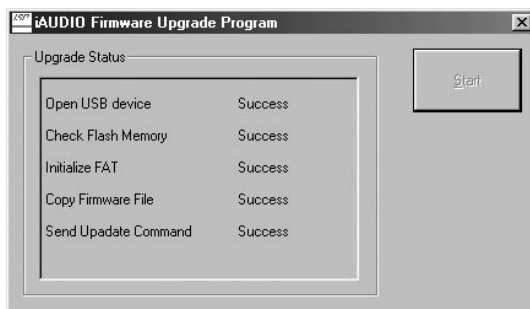 iAUDIO Firmware Upgrade Program
Upgrade Status
Start
Open USB device Success
Check Flash Memory Success
Initialize FAT Success
Copy Firmware File Success
Send Upadate Command Success